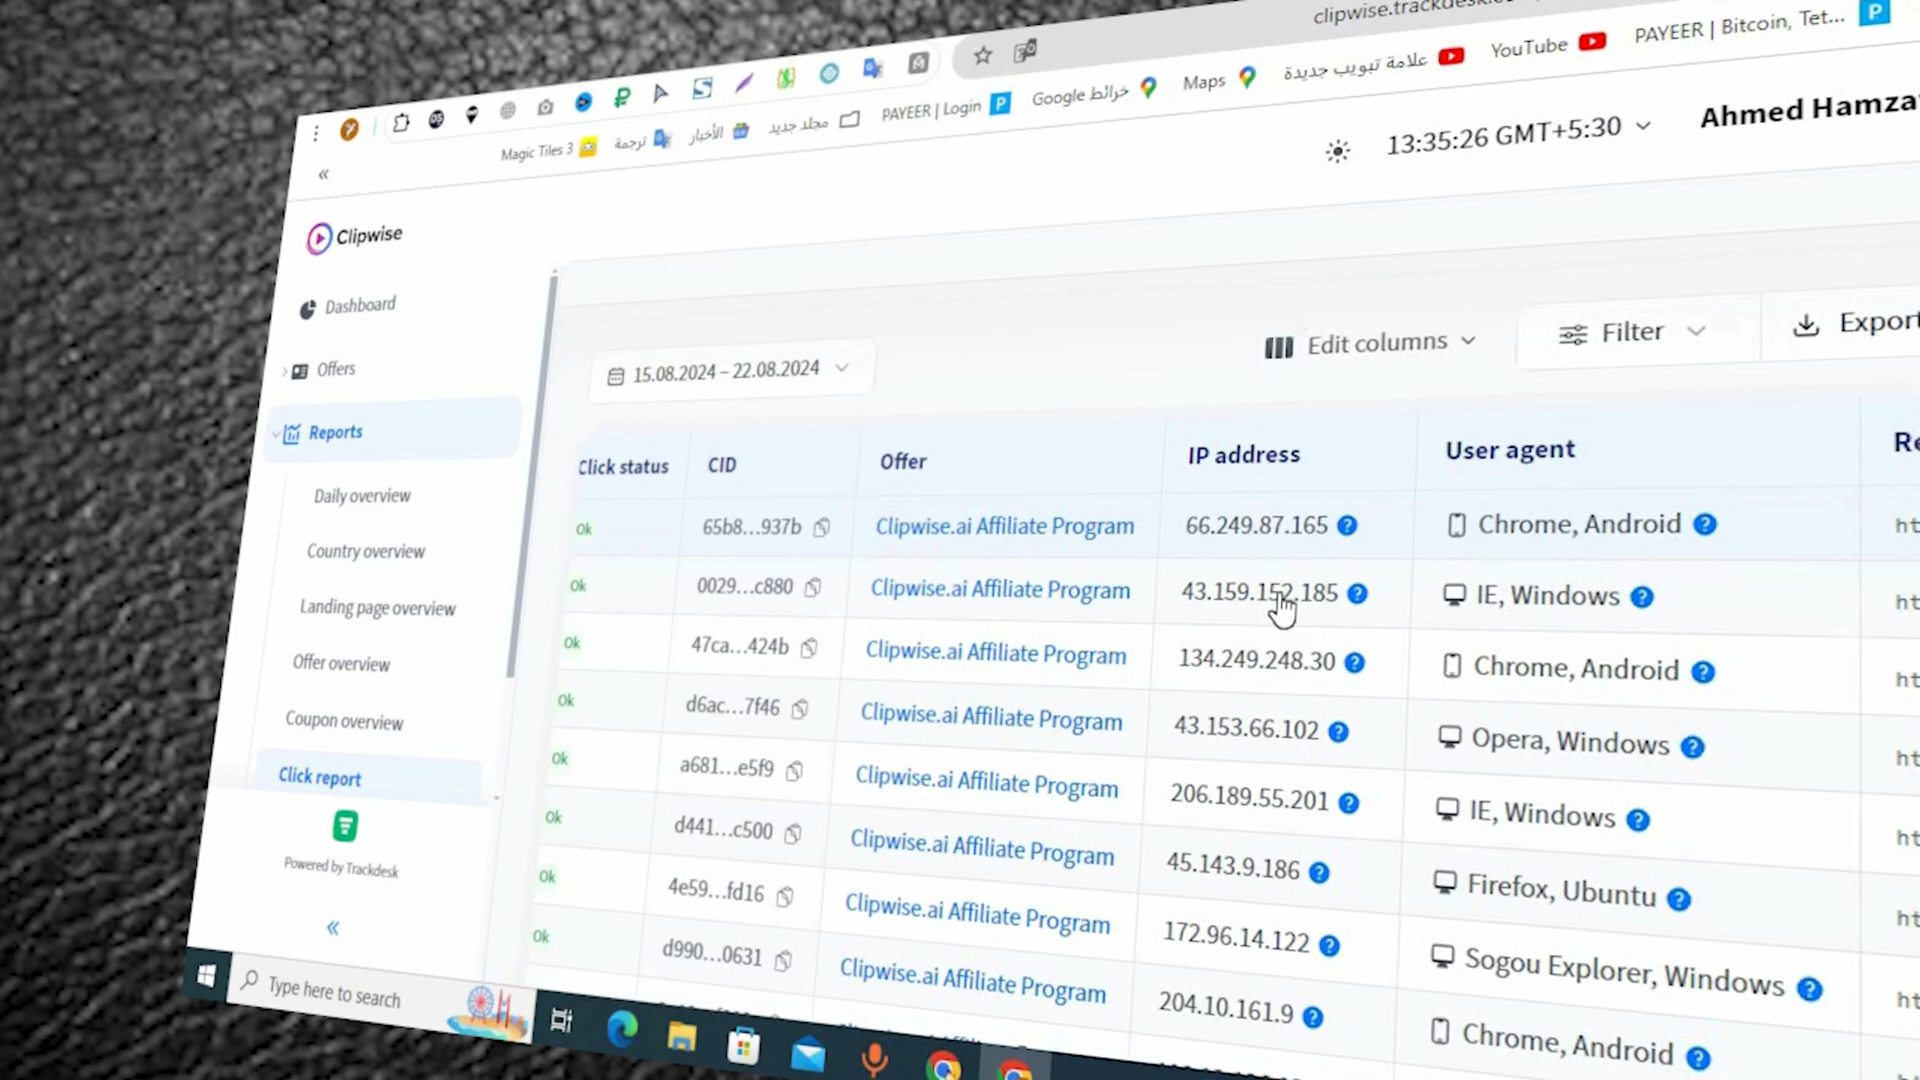 clipwise.trackdesk.
Magic Tiles 3
ترجمة
الأخبار
مجلد جديد
PAYEER | Login
خرائط Google
Maps
علامة تبويب جديدة
YouTube
PAYEER | Bitcoin, Tet...
13:35:26 GMT+5:30
Ahmed
Clipwise
Dashboard
Offers
Reports
Daily overview
Country overview
Landing page overview
Offer overview
Coupon overview
Click report
Powered by Trackdesk
15.08.2024 – 22.08.2024
Edit columns
Filter
Export
Click status CID Offer IP address User agent
Ok 65b8...937b Clipwise.ai Affiliate Program 66.249.87.165 Chrome, Android
Ok 0029...c880 Clipwise.ai Affiliate Program 43.159.152.185 IE, Windows
Ok 47ca...424b Clipwise.ai Affiliate Program 134.249.248.30 Chrome, Android
Ok d6ac...7f46 Clipwise.ai Affiliate Program 43.153.66.102 Opera, Windows
Ok a681...e5f9 Clipwise.ai Affiliate Program 206.189.55.201 IE, Windows
Ok d441...c500 Clipwise.ai Affiliate Program 45.143.9.186 Firefox, Ubuntu
Ok 4e59...fd16 Clipwise.ai Affiliate Program 172.96.14.122 Sogou Explorer, Windows
Ok d990...0631 Clipwise.ai Affiliate Program 204.10.161.9 Chrome, Android
Type here to search